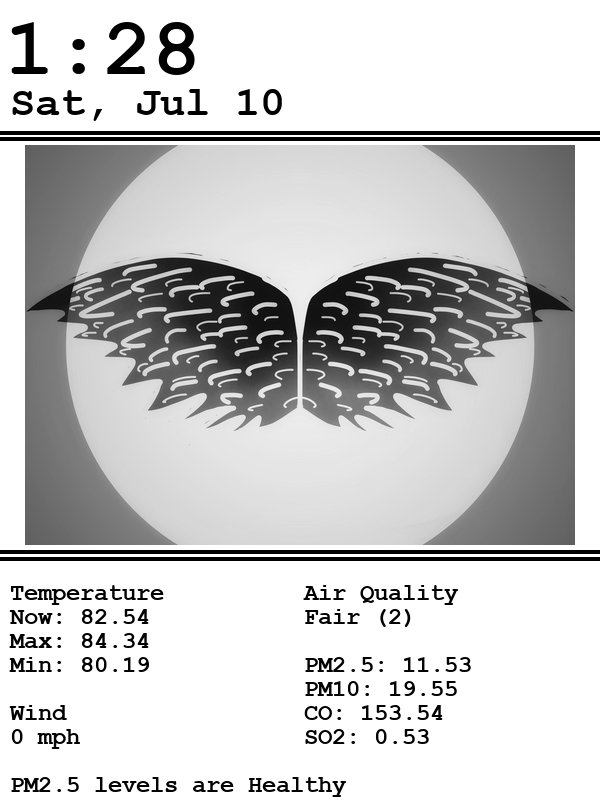 1:28
Sat, Jul 10
Temperature
Now: 82.54
Max: 84.34
Min: 80.19
Wind
0 mph
Air Quality
Fair (2)
PM2.5: 11.53
PM10: 19.55
CO: 153.54
SO2: 0.53
PM2.5 levels are Healthy